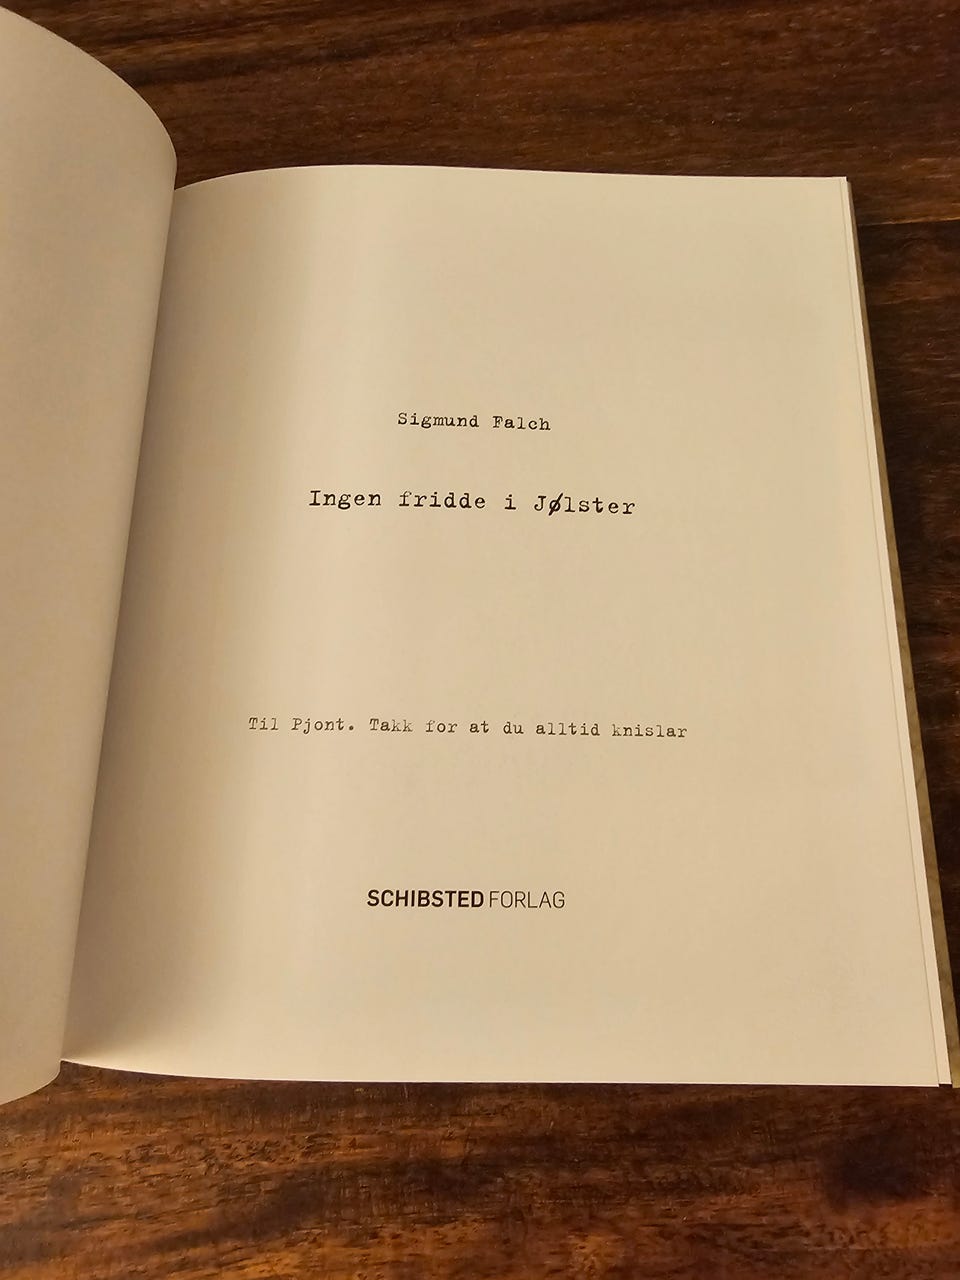 Sigmund Falch
Ingen fridde i Jølster
Til Pjont. Takk for at du alltid knislar
SCHIBSTED FORLAG